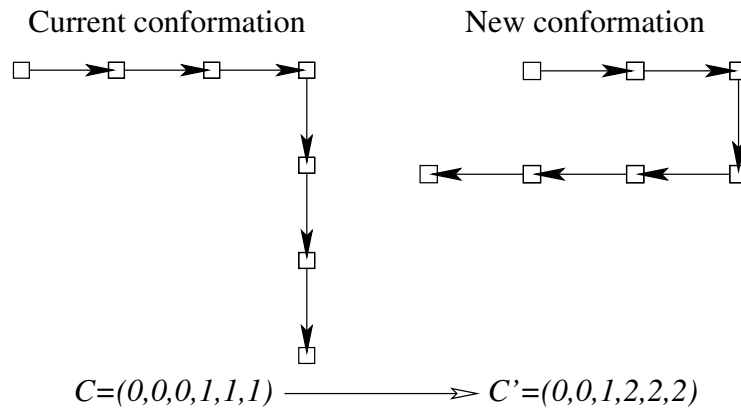 Current conformation
New conformation
C=(0,0,0,1,1,1)
C’=(0,0,1,2,2,2)